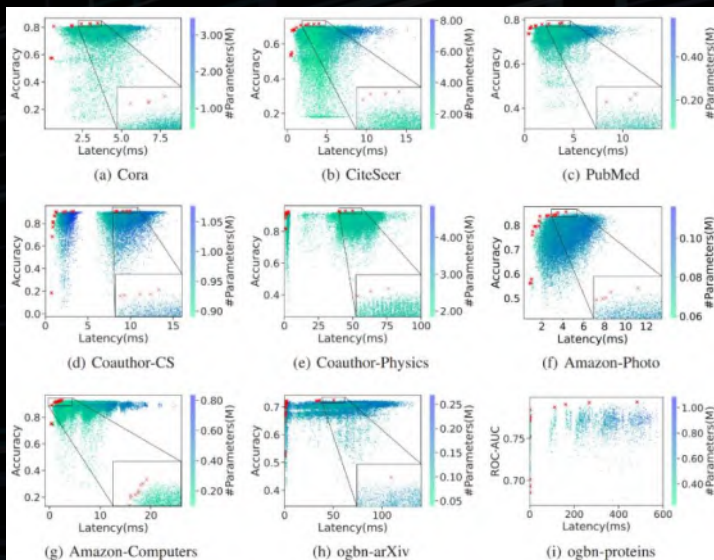 Accuracy
0.8
0.6
0.4
0.2
2.5
5.0
7.5
Latency(ms)
3.00
2.00
1.00
#Parameters(M)
(a) Cora
Accuracy
0.8
0.6
0.4
0.2
0
5
10
15
Latency(ms)
8.00
6.00
4.00
2.00
#Parameters(M)
(b) CiteSeer
Accuracy
0.8
0.6
0.4
5
10
Latency(ms)
0.40
0.20
#Parameters(M)
(c) PubMed
Accuracy
0.8
0.6
0.4
0.2
0.0
0
5
10
15
Latency(ms)
1.05
1.00
0.95
0.90
#Parameters(M)
(d) Coauthor-CS
Accuracy
0.8
0.6
0.4
0
25
50
75
100
Latency(ms)
4.00
3.00
2.00
#Parameters(M)
(e) Coauthor-Physics
Accuracy
0.8
0.7
0.6
0.5
2
4
6
8
10
12
Latency(ms)
0.10
0.08
0.06
#Parameters(M)
(f) Amazon-Photo
Accuracy
0.8
0.6
0.4
0.2
0
10
20
Latency(ms)
0.80
0.60
0.40
0.20
#Parameters(M)
(g) Amazon-Computers
Accuracy
0.7
0.6
0.5
0.4
0
50
100
Latency(ms)
0.25
0.20
0.15
0.10
0.05
#Parameters(M)
(h) ogbn-arXiv
ROC-AUC
0.75
0.70
0
200
400
600
Latency(ms)
1.00
0.80
0.60
0.40
#Parameters(M)
(i) ogbn-proteins